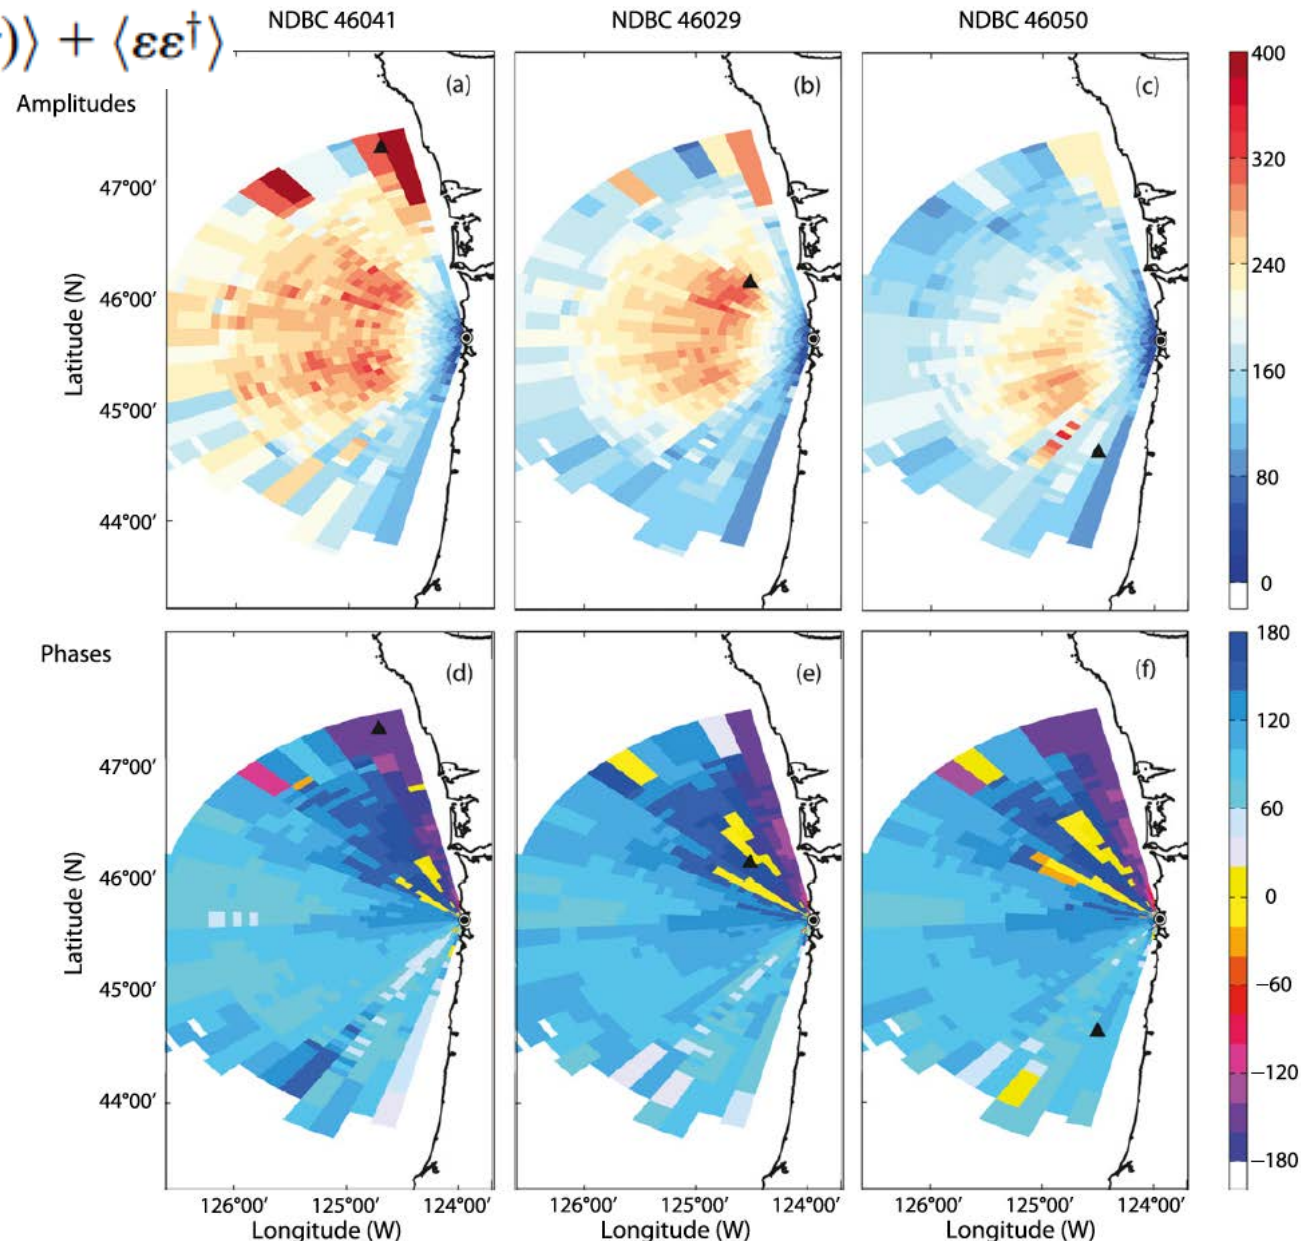 )⟩ + ⟨εε†⟩
NDBC 46041
NDBC 46029
NDBC 46050
Amplitudes
(a)
(b)
(c)
47°00′
46°00′
45°00′
44°00′
Latitude (N)
400
320
240
160
80
0
Phases
(d)
(e)
(f)
47°00′
46°00′
45°00′
44°00′
Latitude (N)
180
120
60
0
−60
−120
−180
126°00′ 125°00′ 124°00′
Longitude (W)
126°00′ 125°00′ 124°00′
Longitude (W)
126°00′ 125°00′ 124°00′
Longitude (W)